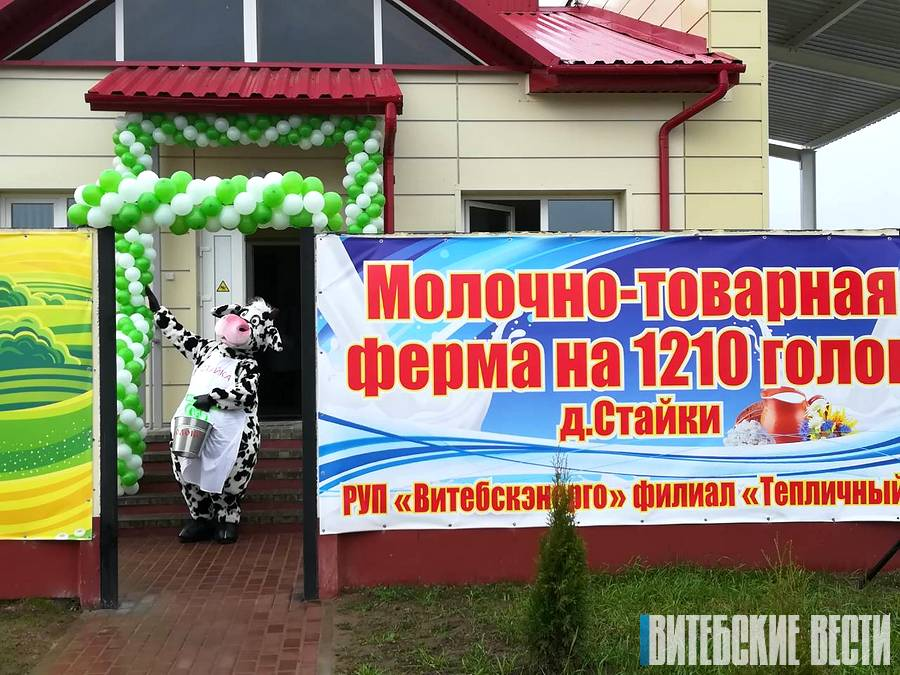 Молочно-товарная
ферма на 1210 голов
д.Стайки
РУП «Витебскэнерго» филиал «Тепличный
ВИТЕБСКИЕ ВЕСТИ